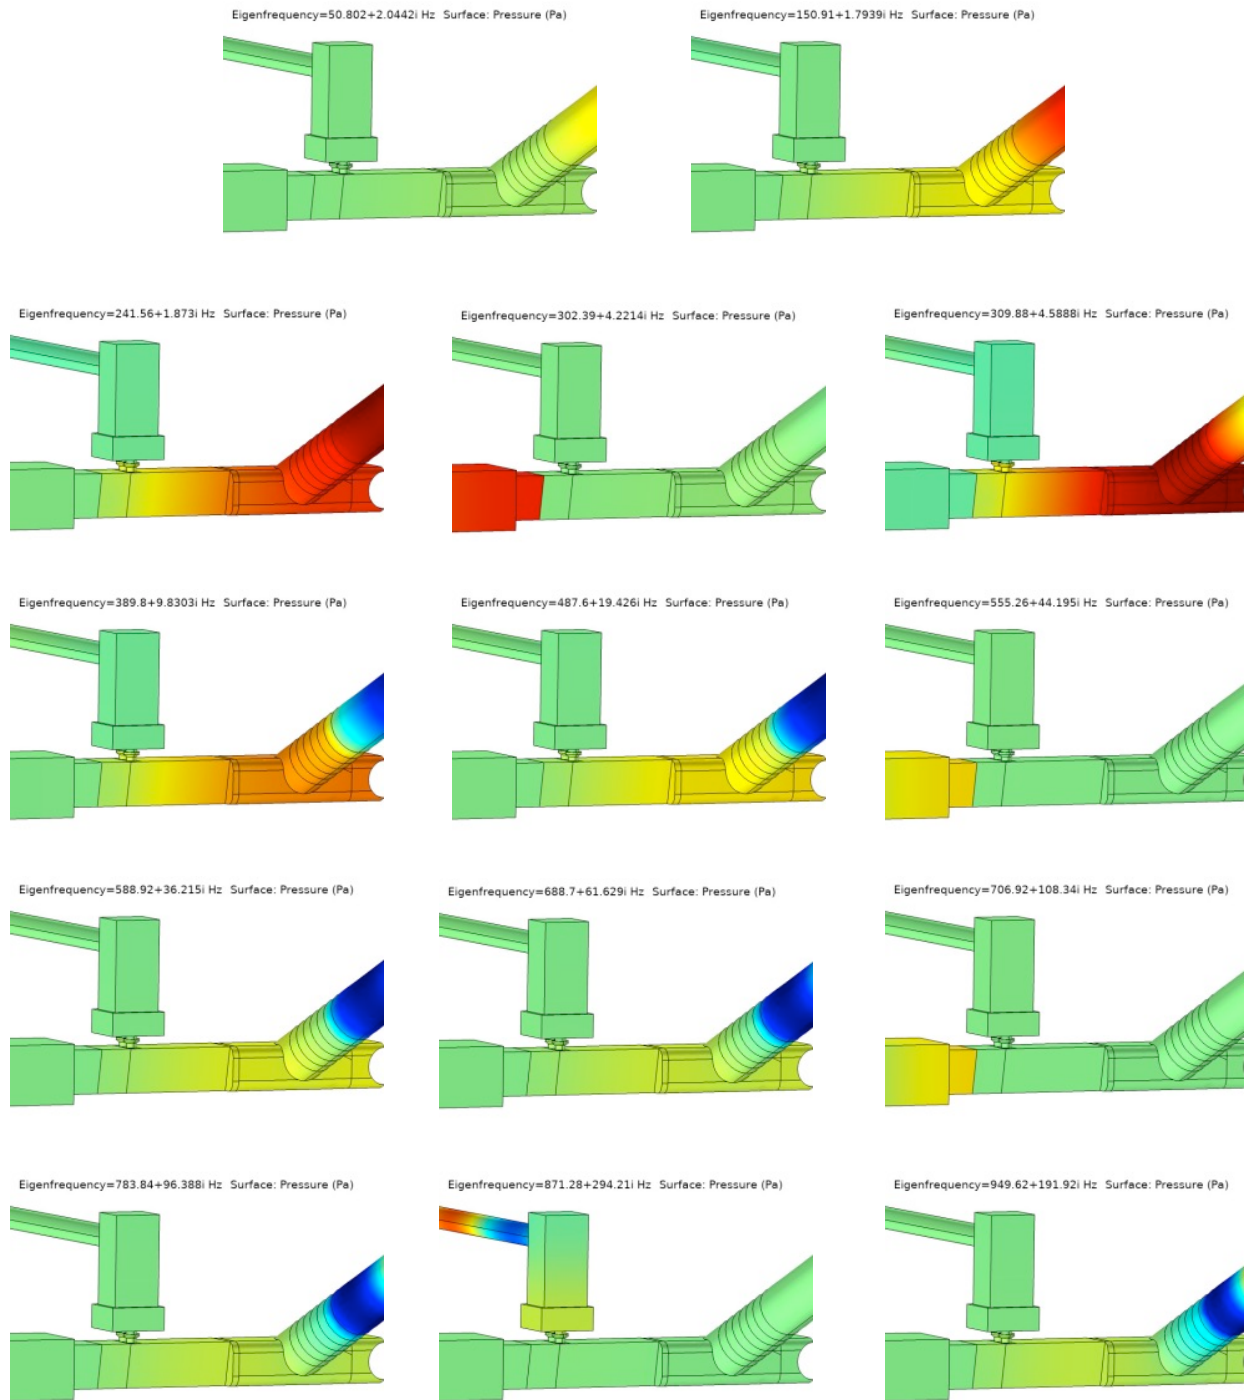 Eigenfrequency=50.802+2.0442i Hz  Surface: Pressure (Pa)
Eigenfrequency=150.91+1.7939i Hz  Surface: Pressure (Pa)
Eigenfrequency=241.56+1.873i Hz  Surface: Pressure (Pa)
Eigenfrequency=302.39+4.2214i Hz  Surface: Pressure (Pa)
Eigenfrequency=309.88+4.5888i Hz  Surface: Pressure (Pa)
Eigenfrequency=389.8+9.8303i Hz  Surface: Pressure (Pa)
Eigenfrequency=487.6+19.426i Hz  Surface: Pressure (Pa)
Eigenfrequency=555.26+44.195i Hz  Surface: Pressure (Pa)
Eigenfrequency=588.92+36.215i Hz  Surface: Pressure (Pa)
Eigenfrequency=688.7+61.629i Hz  Surface: Pressure (Pa)
Eigenfrequency=706.92+108.34i Hz  Surface: Pressure (Pa)
Eigenfrequency=783.84+96.388i Hz  Surface: Pressure (Pa)
Eigenfrequency=871.28+294.21i Hz  Surface: Pressure (Pa)
Eigenfrequency=949.62+191.92i Hz  Surface: Pressure (Pa)